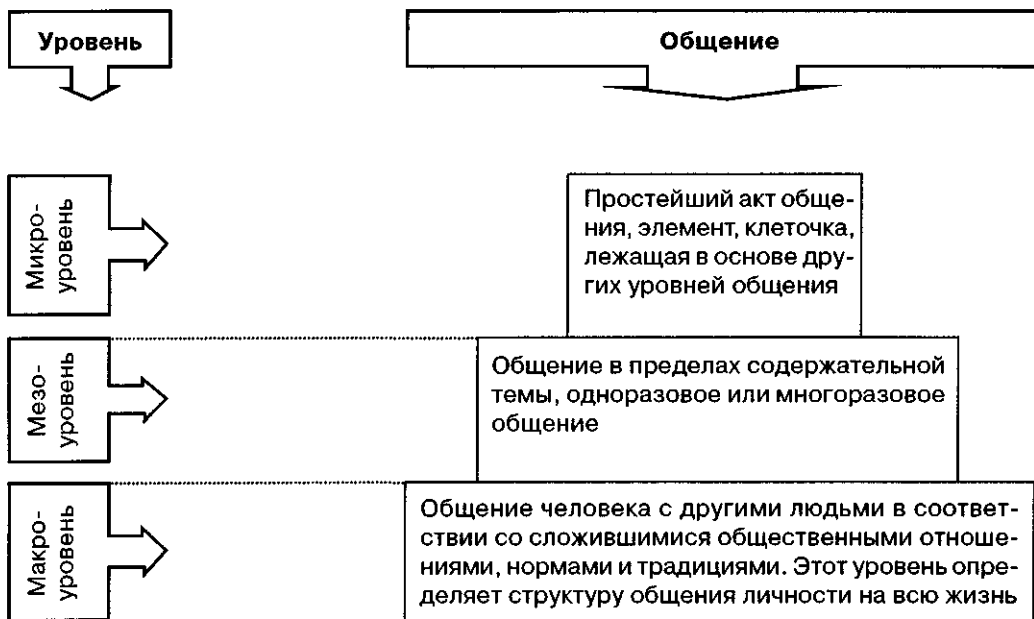 Уровень
Общение
Микро-
уровень
Простейший акт обще-
ния, элемент, клеточка,
лежащая в основе дру-
гих уровней общения
Мезо-
уровень
Общение в пределах содержательной
темы, одноразовое или многоразовое
общение
Макро-
уровень
Общение человека с другими людьми в соответ-
ствии со сложившимися общественными отноше-
ниями, нормами и традициями. Этот уровень опре-
деляет структуру общения личности на всю жизнь